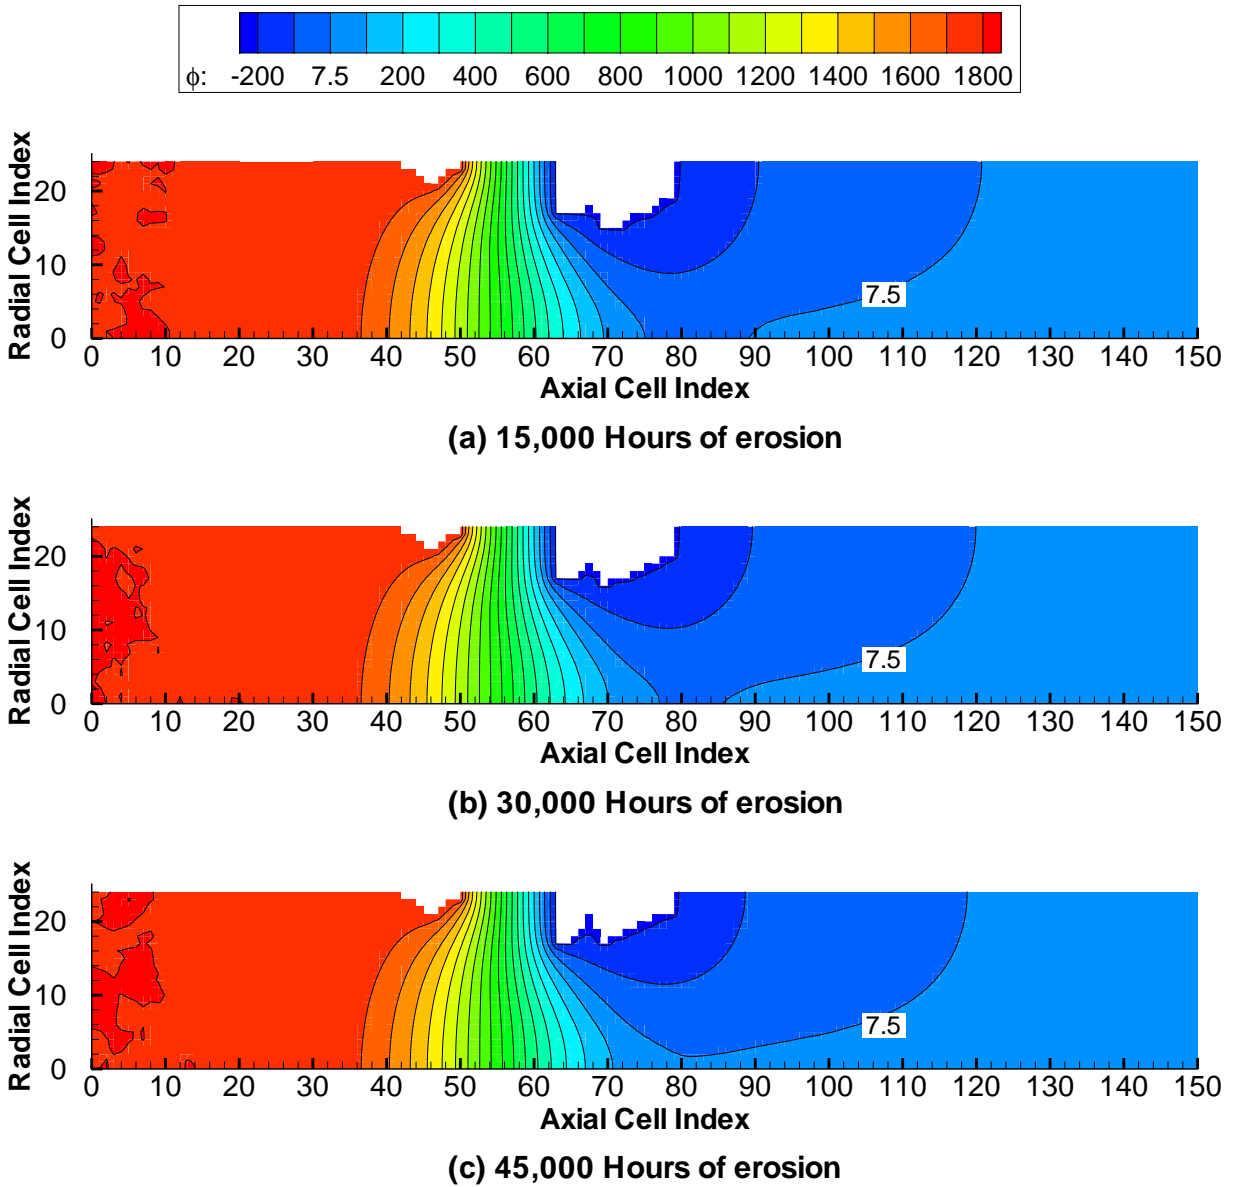 ϕ: -200 7.5 200 400 600 800 1000 1200 1400 1600 1800
Radial Cell Index
20
10
0
7.5
0 10 20 30 40 50 60 70 80 90 100 110 120 130 140 150
Axial Cell Index
(a) 15,000 Hours of erosion
Radial Cell Index
20
10
0
7.5
0 10 20 30 40 50 60 70 80 90 100 110 120 130 140 150
Axial Cell Index
(b) 30,000 Hours of erosion
Radial Cell Index
20
10
0
7.5
0 10 20 30 40 50 60 70 80 90 100 110 120 130 140 150
Axial Cell Index
(c) 45,000 Hours of erosion